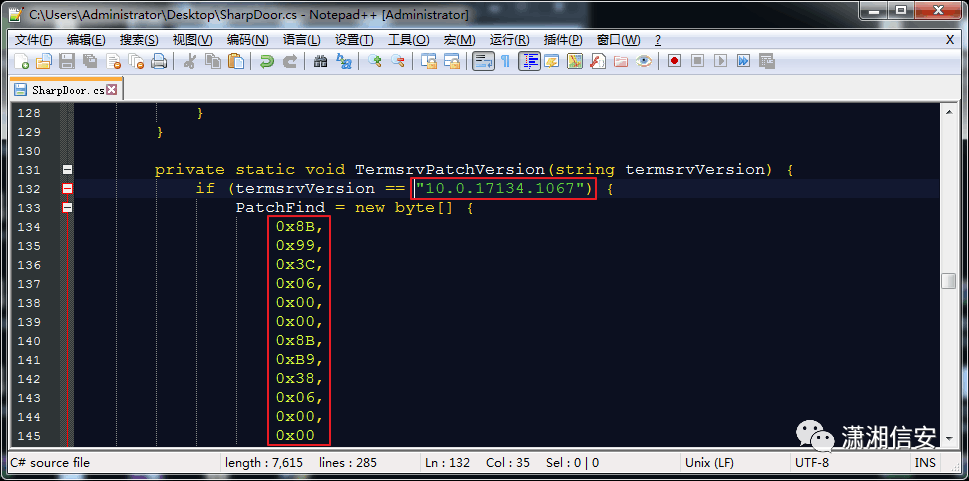 C:\Users\Administrator\Desktop\SharpDoor.cs - Notepad++ [Administrator]
文件(F) 编辑(E) 搜索(S) 视图(V) 编码(N) 语言(L) 设置(T) 工具(O) 宏(M) 运行(R) 插件(P) 窗口(W) ? X
SharpDoor.cs
128 }
129 }
130
131 private static void TermsrvPatchVersion(string termsrvVersion) {
132 if (termsrvVersion == "10.0.17134.1067") {
133 PatchFind = new byte[] {
134 0x8B,
135 0x99,
136 0x3C,
137 0x06,
138 0x00,
139 0x00,
140 0x8B,
141 0xB9,
142 0x38,
143 0x06,
144 0x00,
145 0x00
潇湘信安
C# source file length : 7,615 lines : 285 Ln : 132 Col : 35 Sel : 0 | 0 Unix (LF) UTF-8 INS